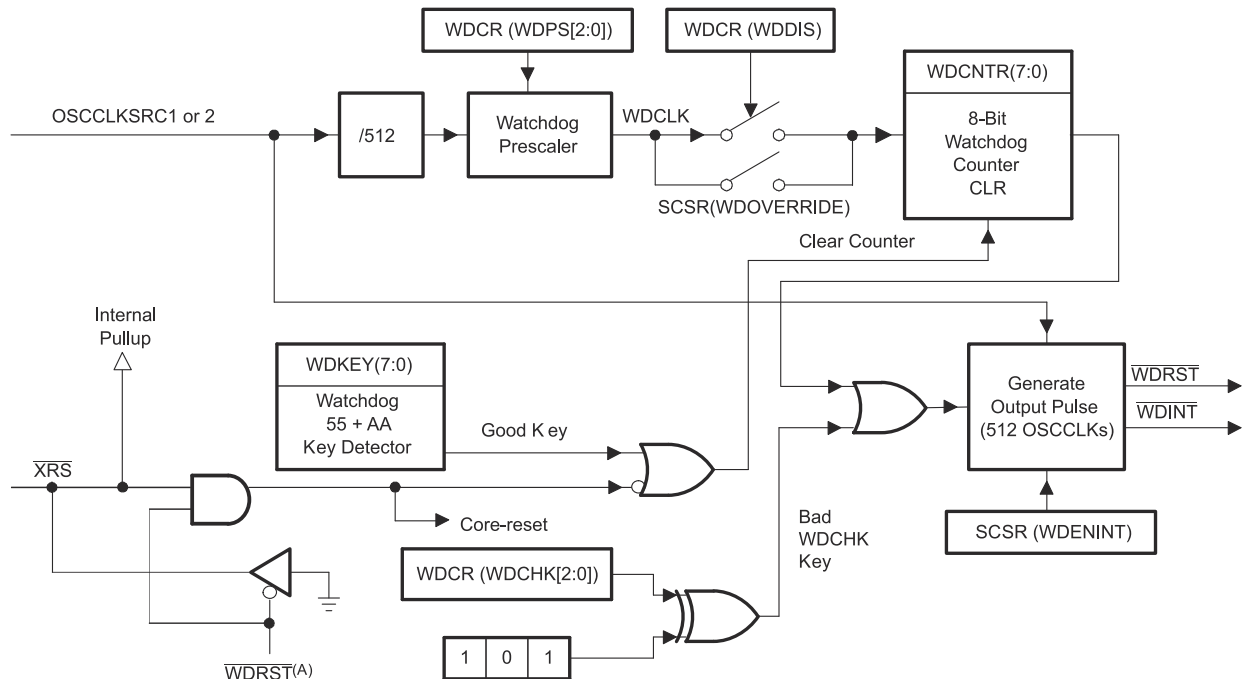 WDCR (WDPS[2:0])
WDCR (WDDIS)
WDCNTR(7:0)
OSCCLKSRC1 or 2
/512
Watchdog
Prescaler
WDCLK
8-Bit
Watchdog
Counter
CLR
SCSR(WDOVERRIDE)
Clear Counter
Internal
Pullup
WDKEY(7:0)
Watchdog
55 + AA
Key Detector
Good Key
Generate
Output Pulse
(512 OSCCLKs)
WDRST
WDINT
XRS
Core-reset
Bad
WDCHK
Key
SCSR (WDENINT)
WDCR (WDCHK[2:0])
1 0 1
WDRST(A)